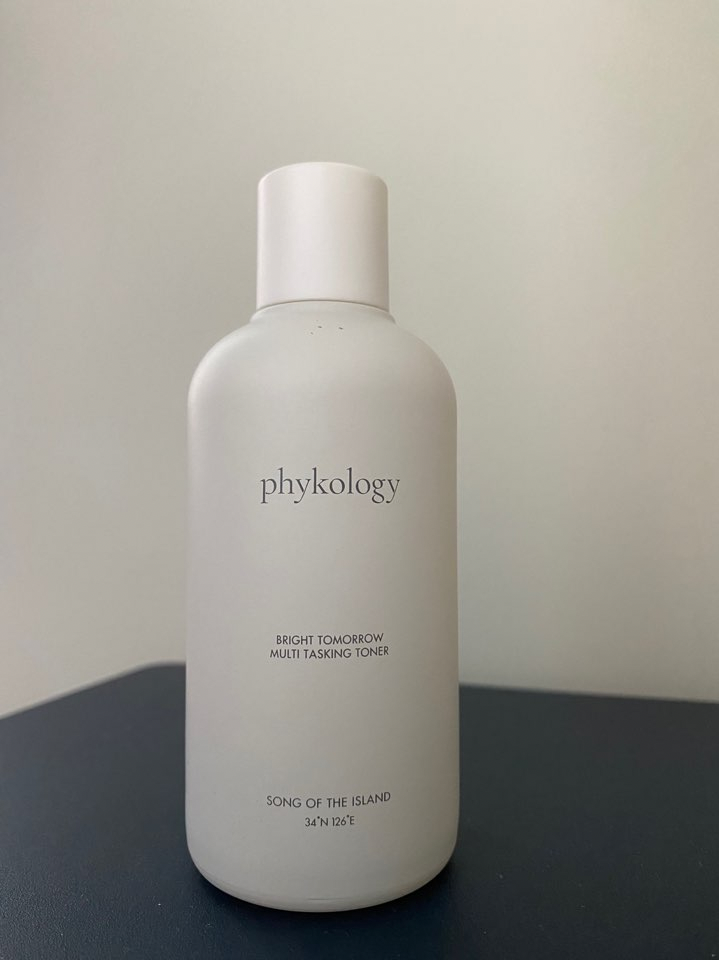 phykology
BRIGHT TOMORROW
MULTI TASKING TONER
SONG OF THE ISLAND
34°N 126°E